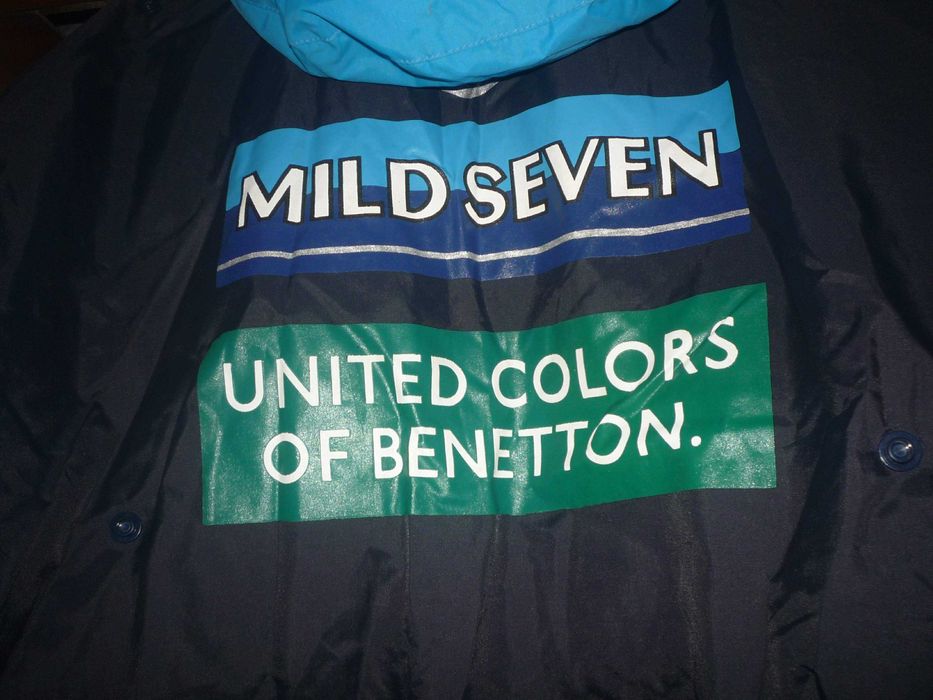 MILD SEVEN
UNITED COLORS
OF BENETTON.